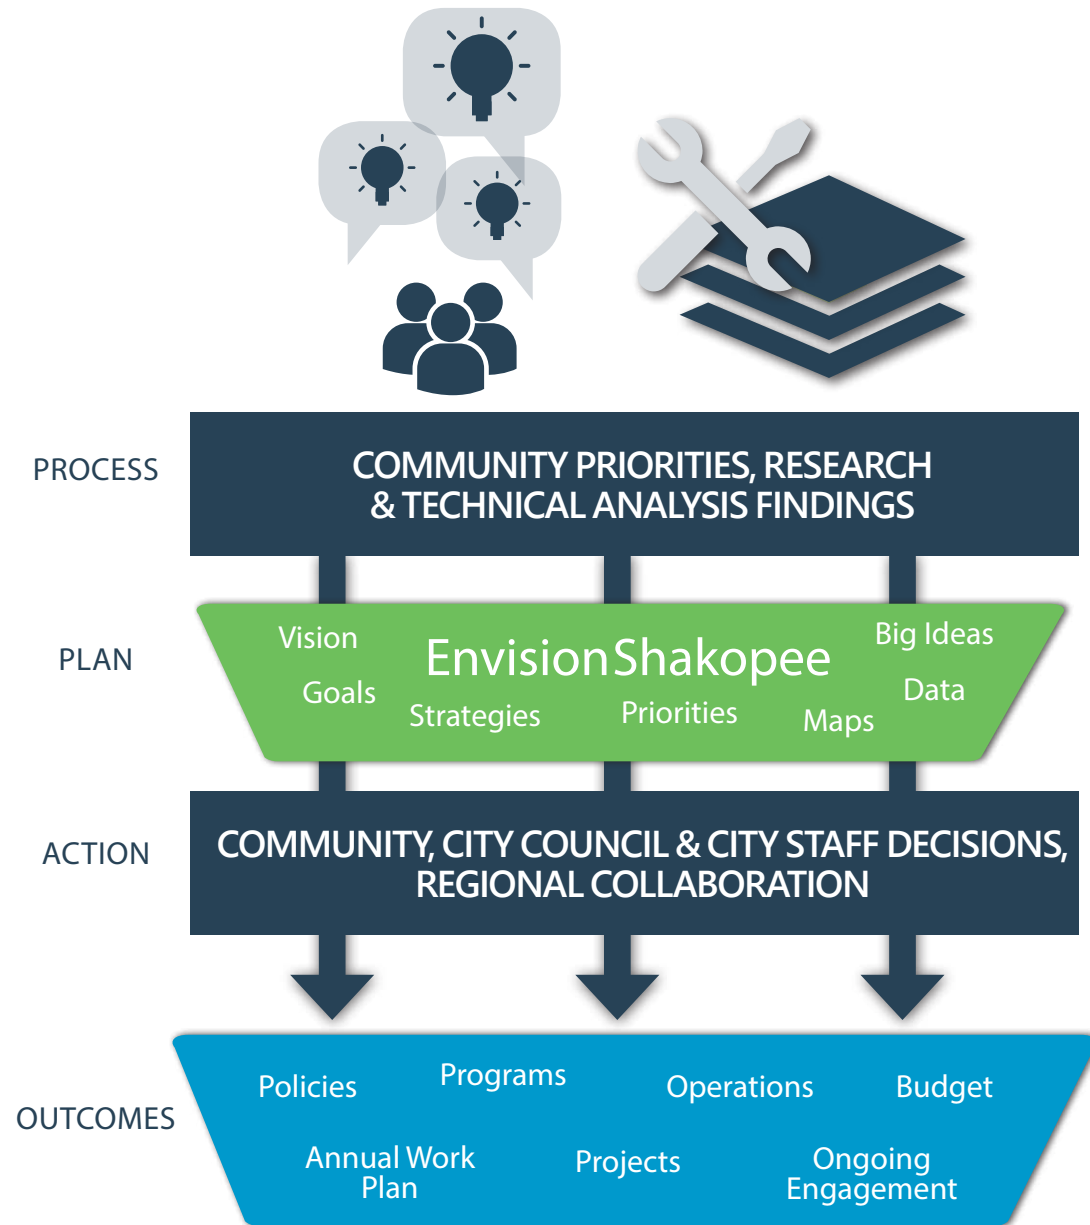 PROCESS
COMMUNITY PRIORITIES, RESEARCH
& TECHNICAL ANALYSIS FINDINGS
PLAN
Vision
EnvisionShakopee
Big Ideas
Goals
Strategies
Priorities
Maps
Data
ACTION
COMMUNITY, CITY COUNCIL & CITY STAFF DECISIONS,
REGIONAL COLLABORATION
OUTCOMES
Policies
Programs
Operations
Budget
Annual Work
Plan
Projects
Ongoing
Engagement